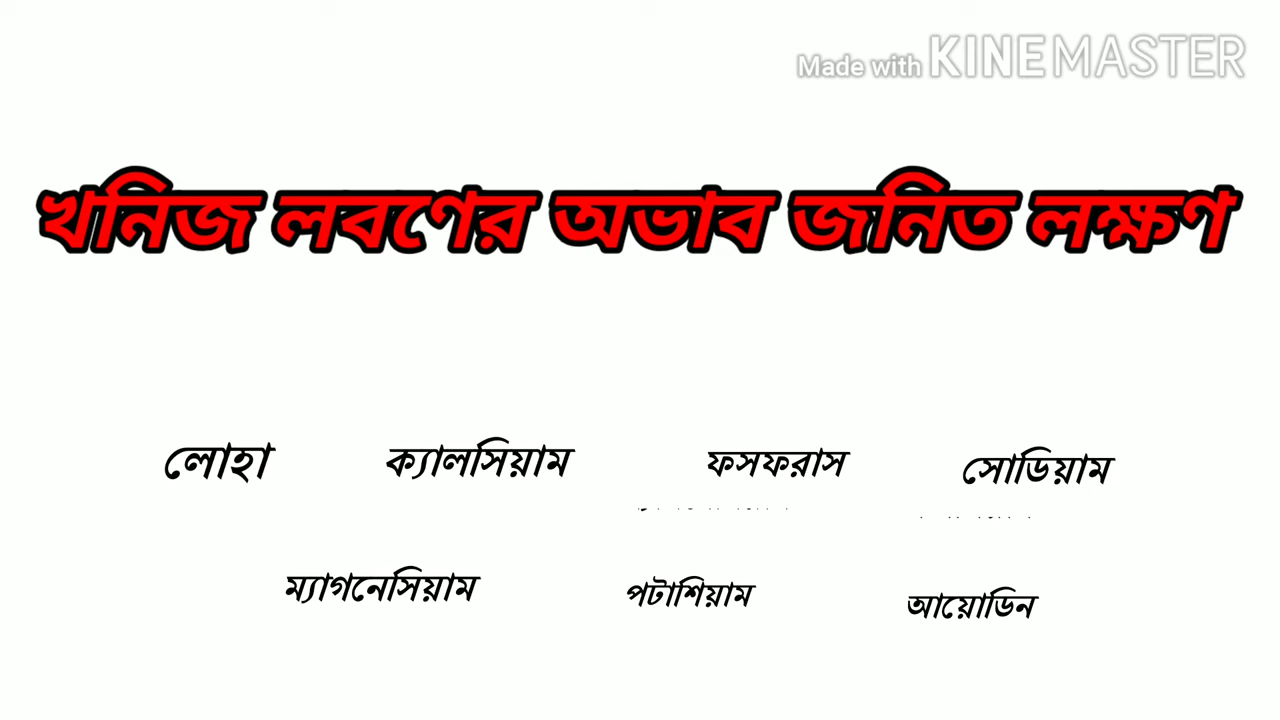 Made with KINEMASTER
খনিজ লবণের অভাব জনিত লক্ষণ
লোহা ক্যালসিয়াম ফসফরাস সোডিয়াম
ম্যাগনেসিয়াম পটাশিয়াম আয়োডিন